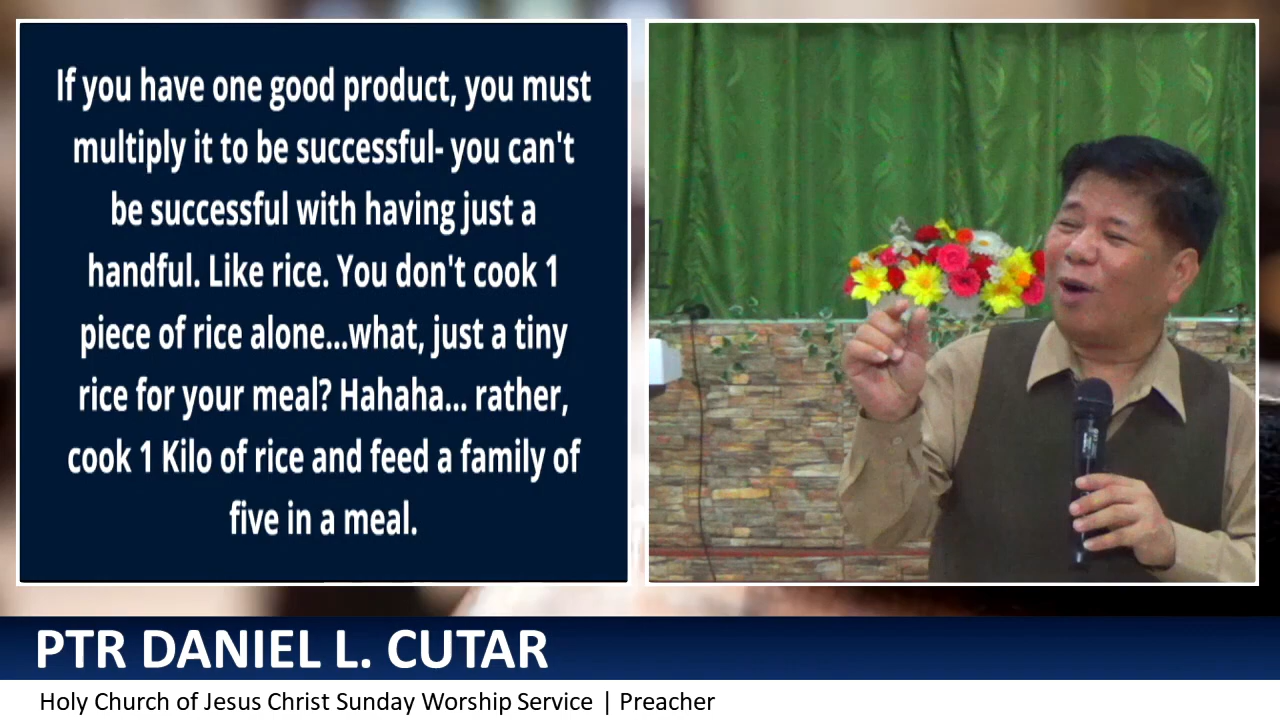 If you have one good product, you must
multiply it to be successful- you can't
be successful with having just a
handful. Like rice. You don't cook 1
piece of rice alone...what, just a tiny
rice for your meal? Hahaha... rather,
cook 1 Kilo of rice and feed a family of
five in a meal.
PTR DANIEL L. CUTAR
Holy Church of Jesus Christ Sunday Worship Service | Preacher